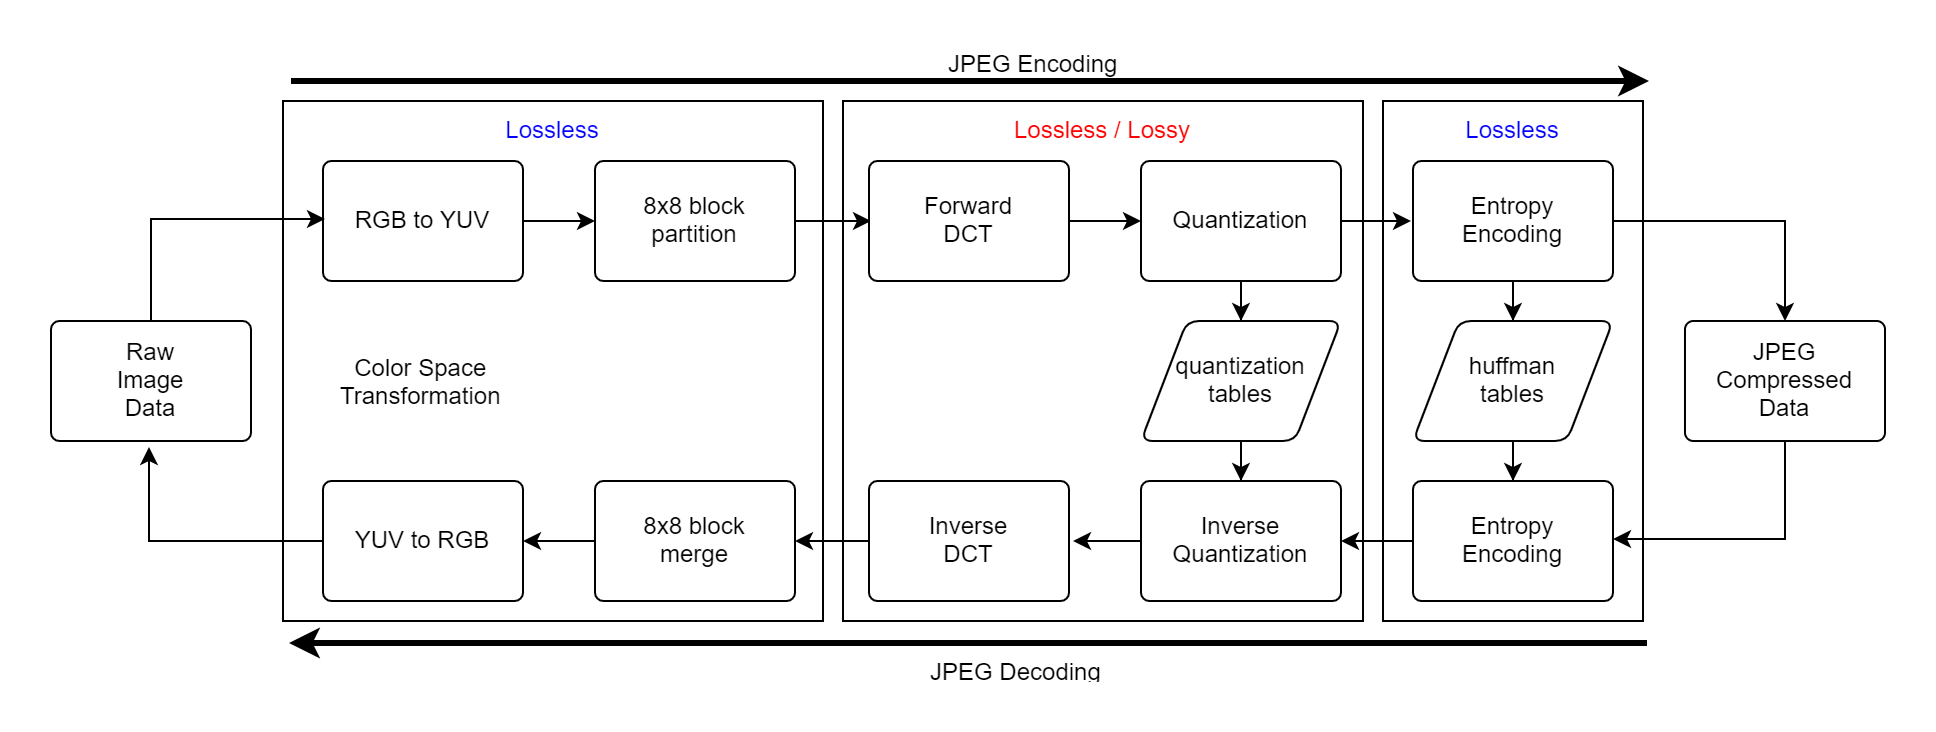 JPEG Encoding
Lossless
Lossless / Lossy
Lossless
RGB to YUV
8x8 block
partition
Forward
DCT
Quantization
Entropy
Encoding
Raw
Image
Data
Color Space
Transformation
quantization
tables
huffman
tables
JPEG
Compressed
Data
YUV to RGB
8x8 block
merge
Inverse
DCT
Inverse
Quantization
Entropy
Encoding
JPEG Decoding